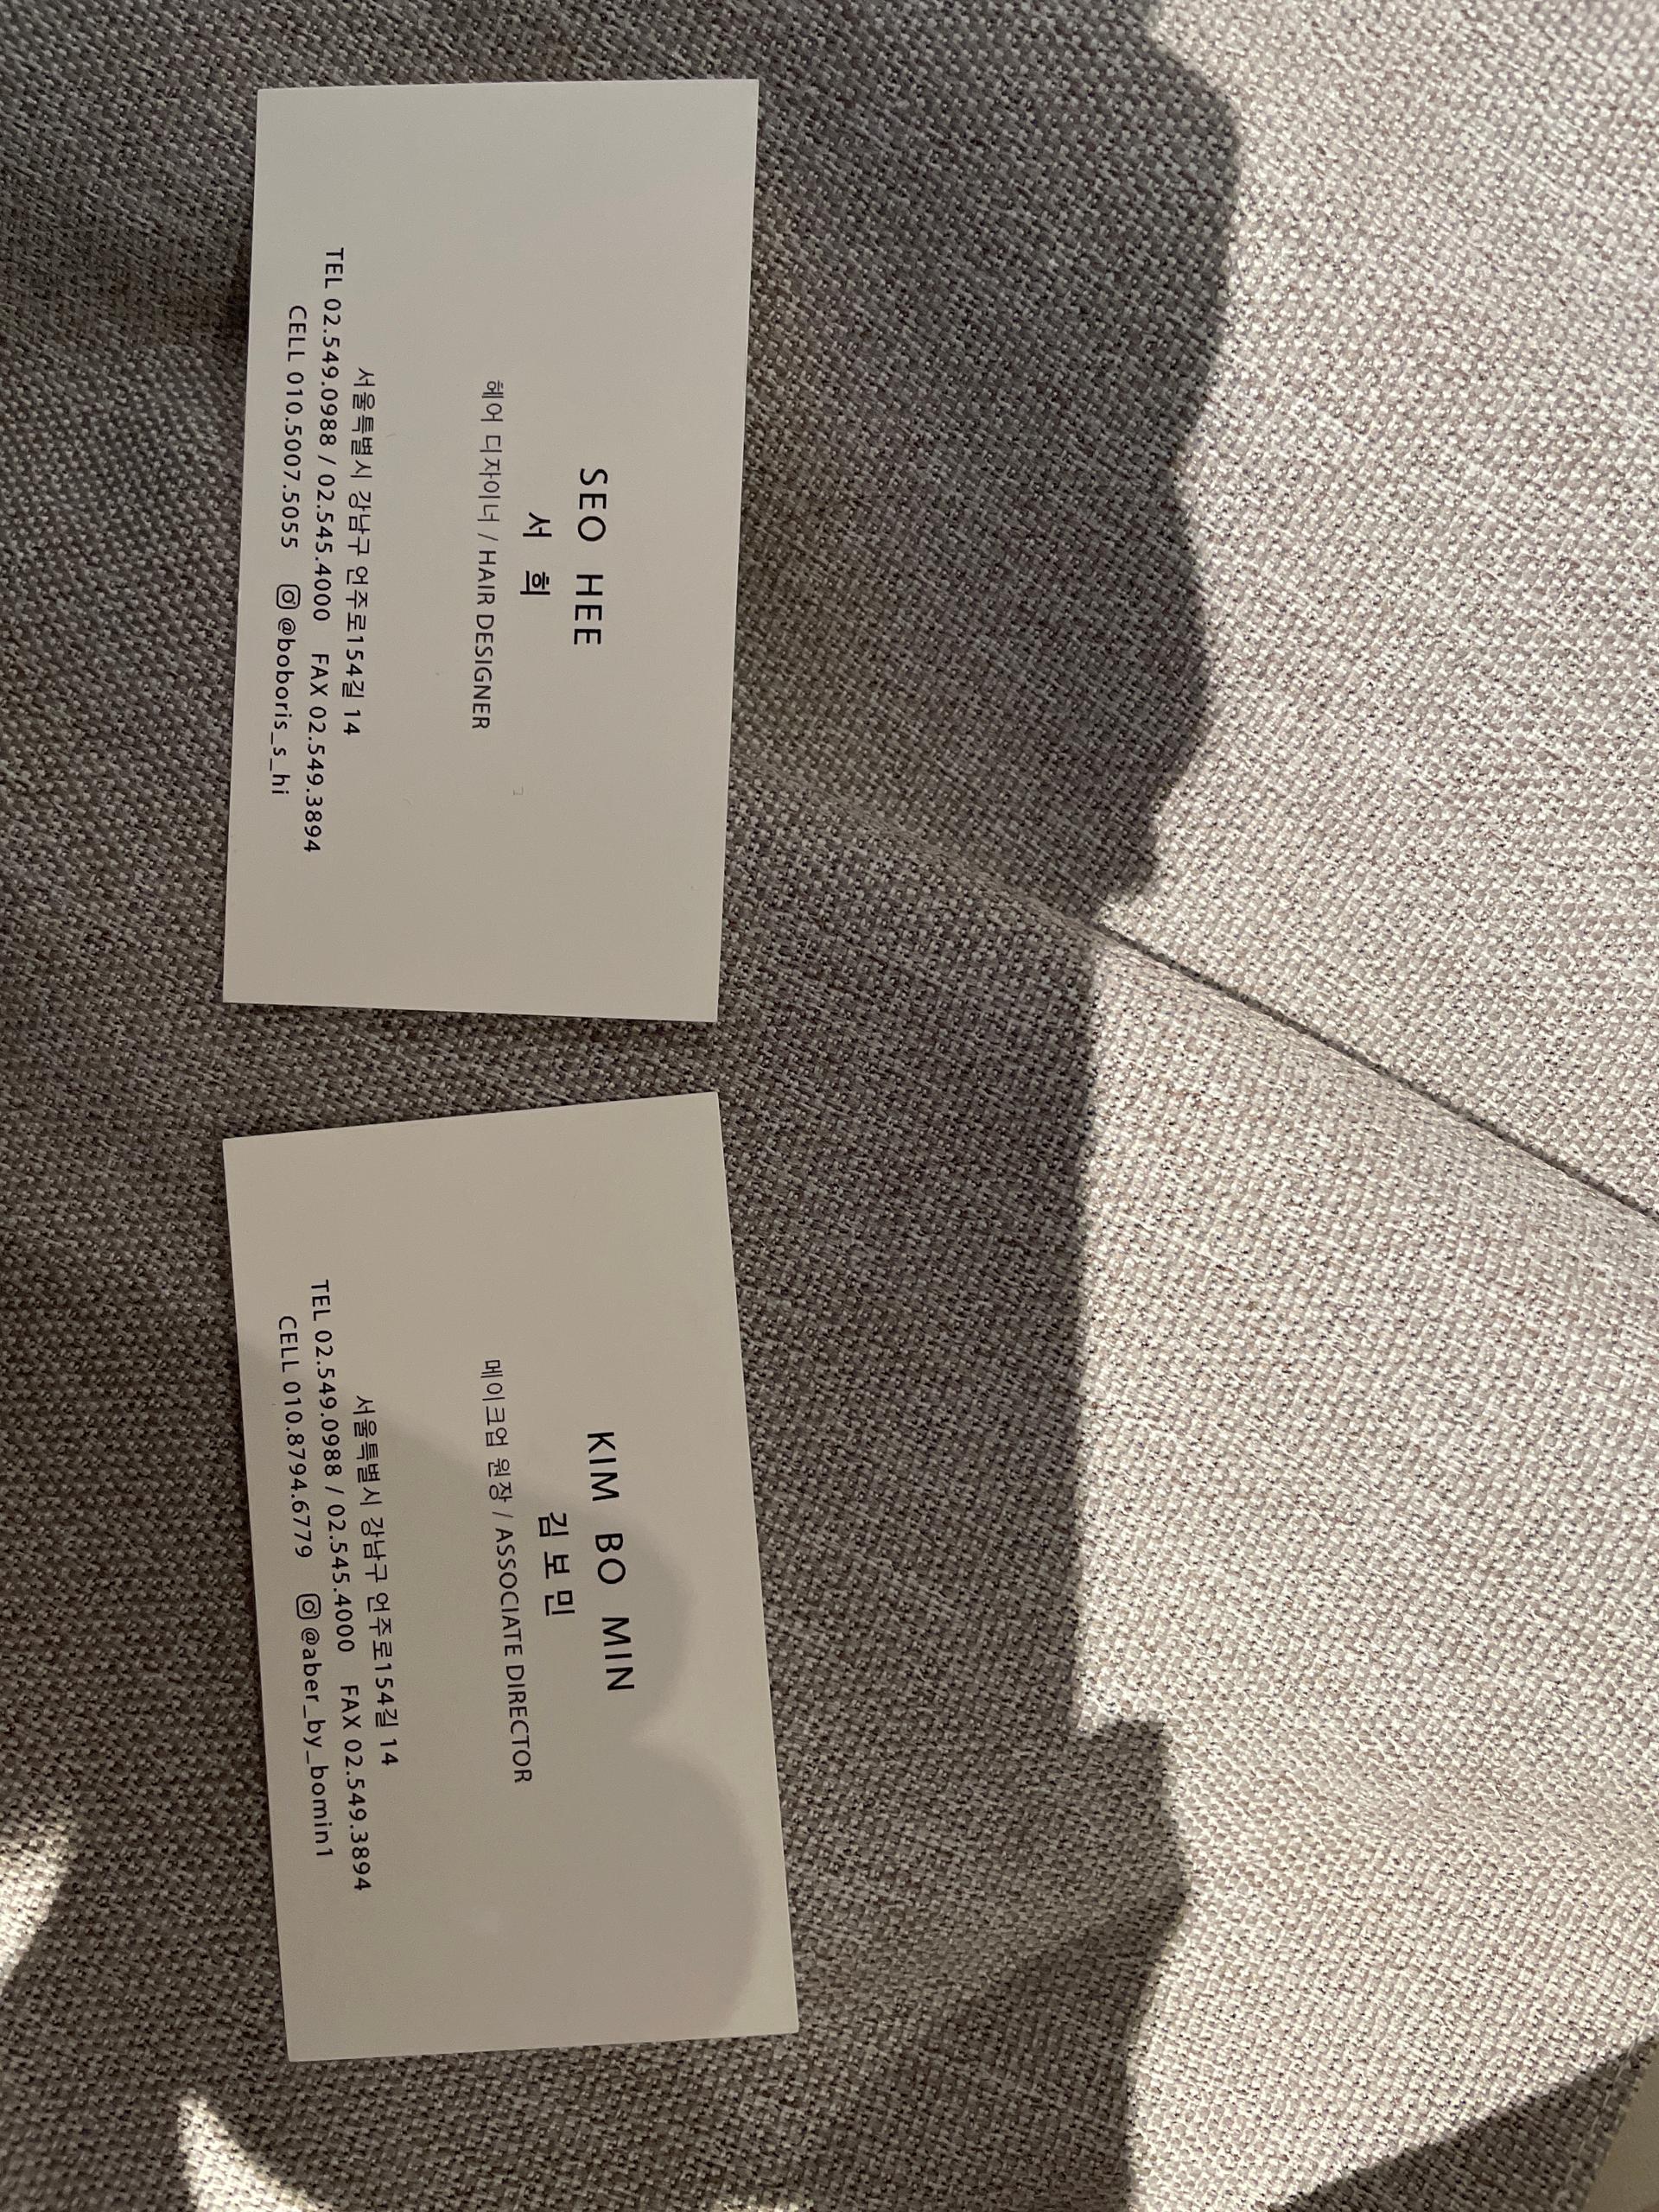 SEO HEE
서 희
헤어 디자이너 / HAIR DESIGNER
서울특별시 강남구 언주로154길 14
TEL 02.549.0988 / 02.545.4000 FAX 02.549.3894
CELL 010.5007.5055 @boboris_s_hi
KIM BO MIN
김 보 민
메이크업 원장 / ASSOCIATE DIRECTOR
서울특별시 강남구 언주로154길 14
TEL 02.549.0988 / 02.545.4000 FAX 02.549.3894
CELL 010.8794.6779 @aber_by_bomin1